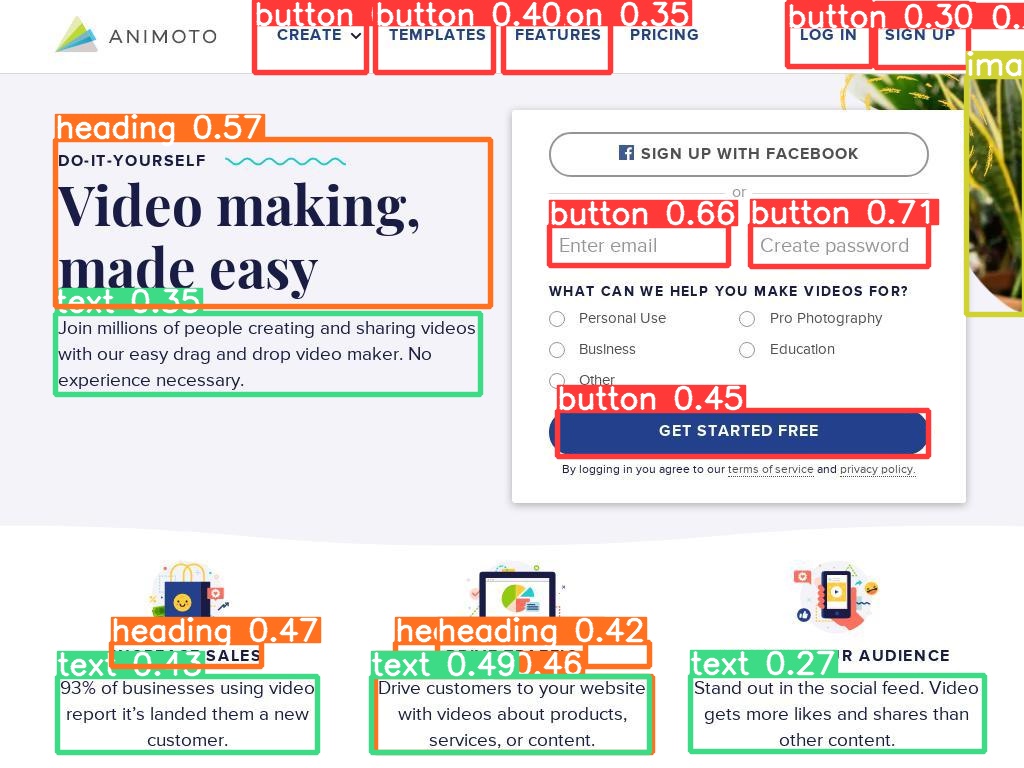 button button 0.40 on 0.35 button 0.30 0.
ANIMOTO CREATE TEMPLATES FEATURES PRICING LOG IN SIGN UP
ima
heading 0.57
DO-IT-YOURSELF
Video making,
made easy
text 0.35
Join millions of people creating and sharing videos
with our easy drag and drop video maker. No
experience necessary.
SIGN UP WITH FACEBOOK
or
button 0.66 button 0.71
Enter email Create password
WHAT CAN WE HELP YOU MAKE VIDEOS FOR?
Personal Use Pro Photography
Business Education
Other
button 0.45
GET STARTED FREE
By logging in you agree to our terms of service and privacy policy.
heading 0.47
SALES
text 0.43
93% of businesses using video
report it's landed them a new
customer.
he heading 0.42
text 0.49 0.46
Drive customers to your website
with videos about products,
services, or content.
R AUDIENCE
text 0.27
Stand out in the social feed. Video
gets more likes and shares than
other content.